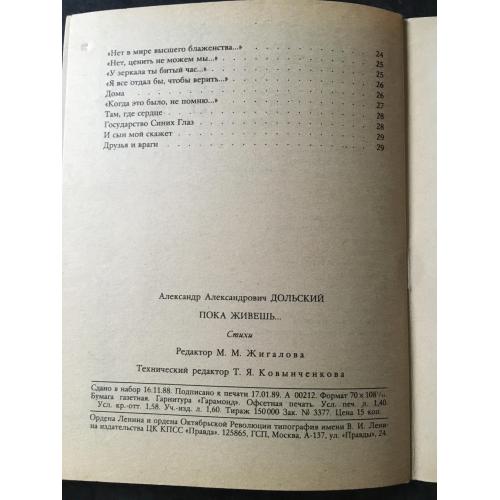 «Нет в мире высшего блаженства...» . . . . . . . . . . . 24
«Нет, ценить не можем мы...» . . . . . . . . . . . 25
«У зеркала ты битый час...» . . . . . . . . . . . 25
«Я все отдал бы, чтобы верить...» . . . . . . . . . . . 26
Дома . . . . . . . . . . . 26
«Когда это было, не помню...» . . . . . . . . . . . 27
Там, где сердце . . . . . . . . . . . 28
Государство Синих Глаз . . . . . . . . . . . 28
И сын мой скажет . . . . . . . . . . . 29
Друзья и враги . . . . . . . . . . . 29
Александр Александрович ДОЛЬСКИЙ
ПОКА ЖИВЕШЬ...
Стихи
Редактор М. М. Жигалова
Технический редактор Т. Я. Ковынченкова
Сдано в набор 16.11.88. Подписано к печати 17.01.89. А 00212. Формат 70 х 108 1/32.
Бумага газетная. Гарнитура «Гарамонд». Офсетная печать. Усл. печ. л. 1,40.
Усл. кр.-отт. 1,58. Уч.-изд. л. 1,60. Тираж 150 000 Зак. № 3377. Цена 15 коп.
Ордена Ленина и ордена Октябрьской Революции типография имени В. И. Лени-
на издательства ЦК КПСС «Правда». 125865, ГСП, Москва, А-137, ул. «Правды», 24.